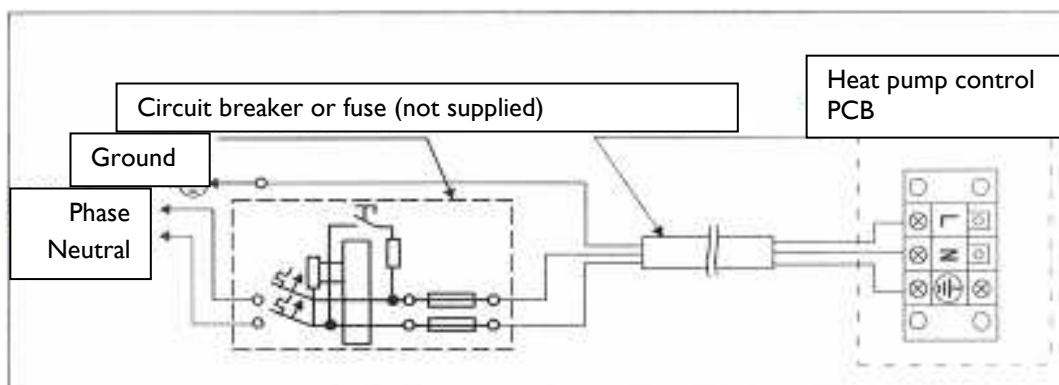 Heat pump control
PCB
Circuit breaker or fuse (not supplied)
Ground
Phase
Neutral
L
N